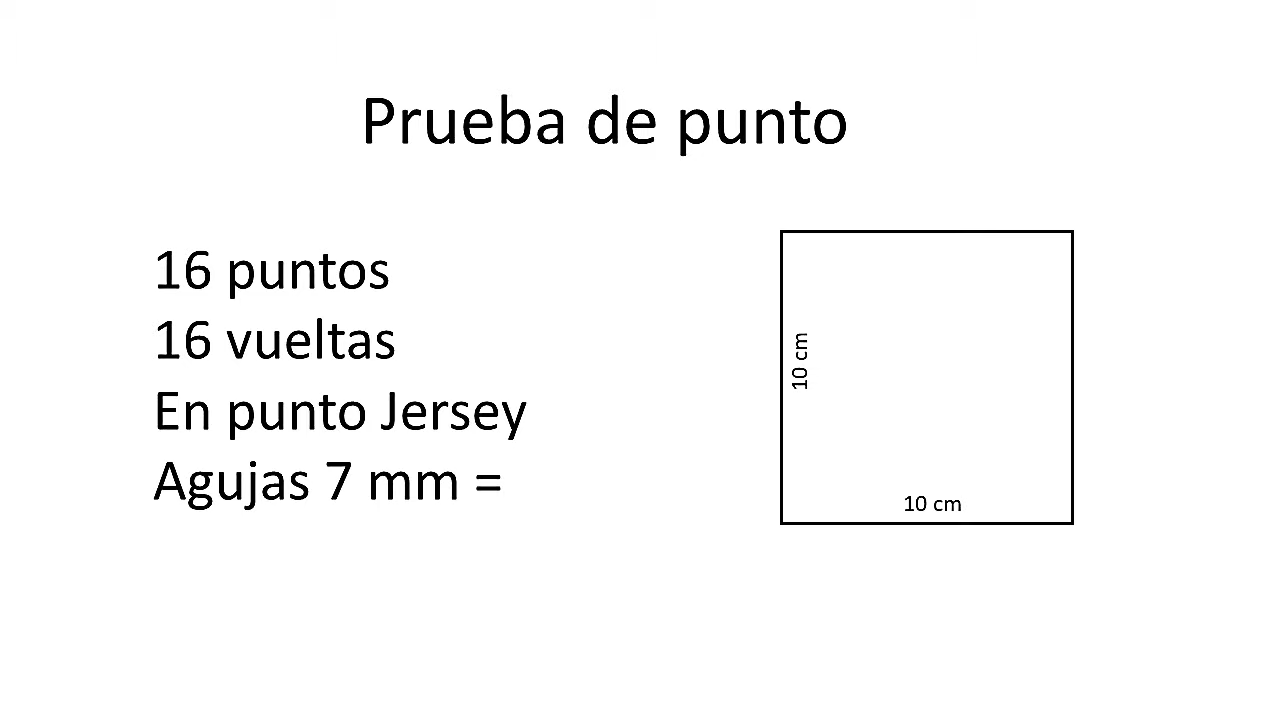 Prueba de punto
16 puntos
16 vueltas
En punto Jersey
Agujas 7 mm =
10 cm
10 cm